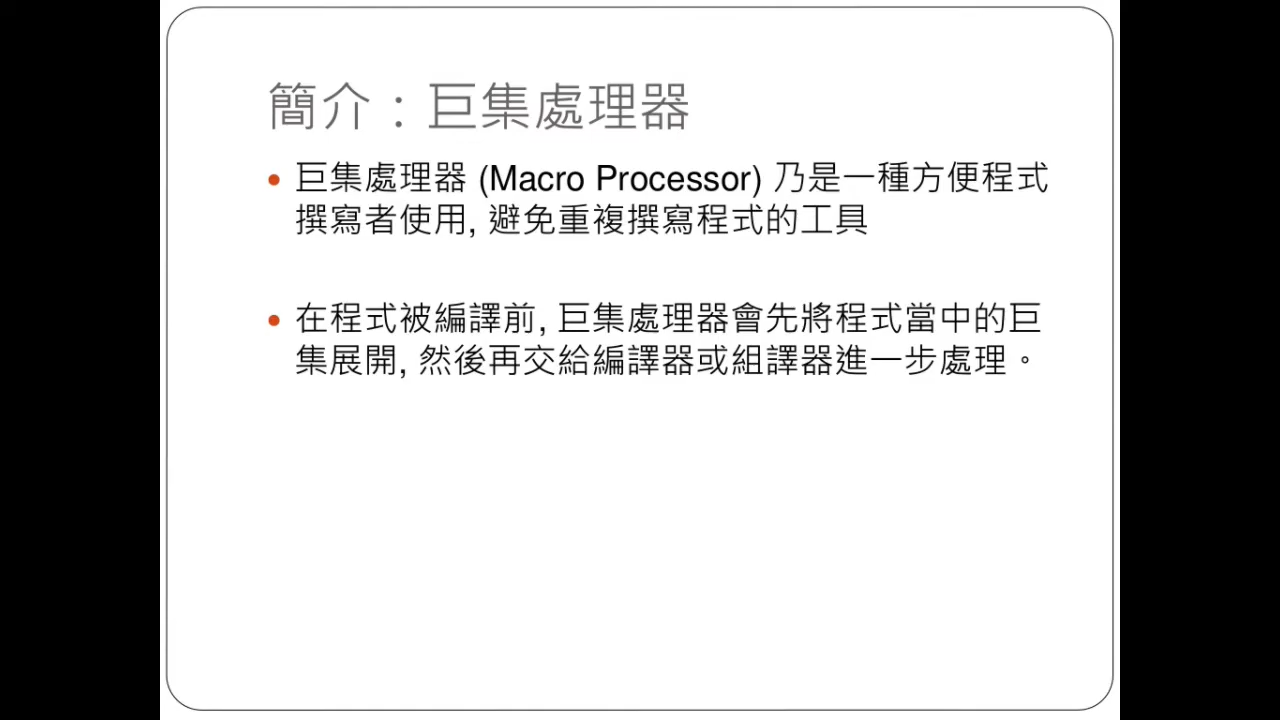 簡介：巨集處理器
• 巨集處理器 (Macro Processor) 乃是一種方便程式
撰寫者使用, 避免重複撰寫程式的工具
• 在程式被編譯前, 巨集處理器會先將程式當中的巨
集展開, 然後再交給編譯器或組譯器進一步處理。